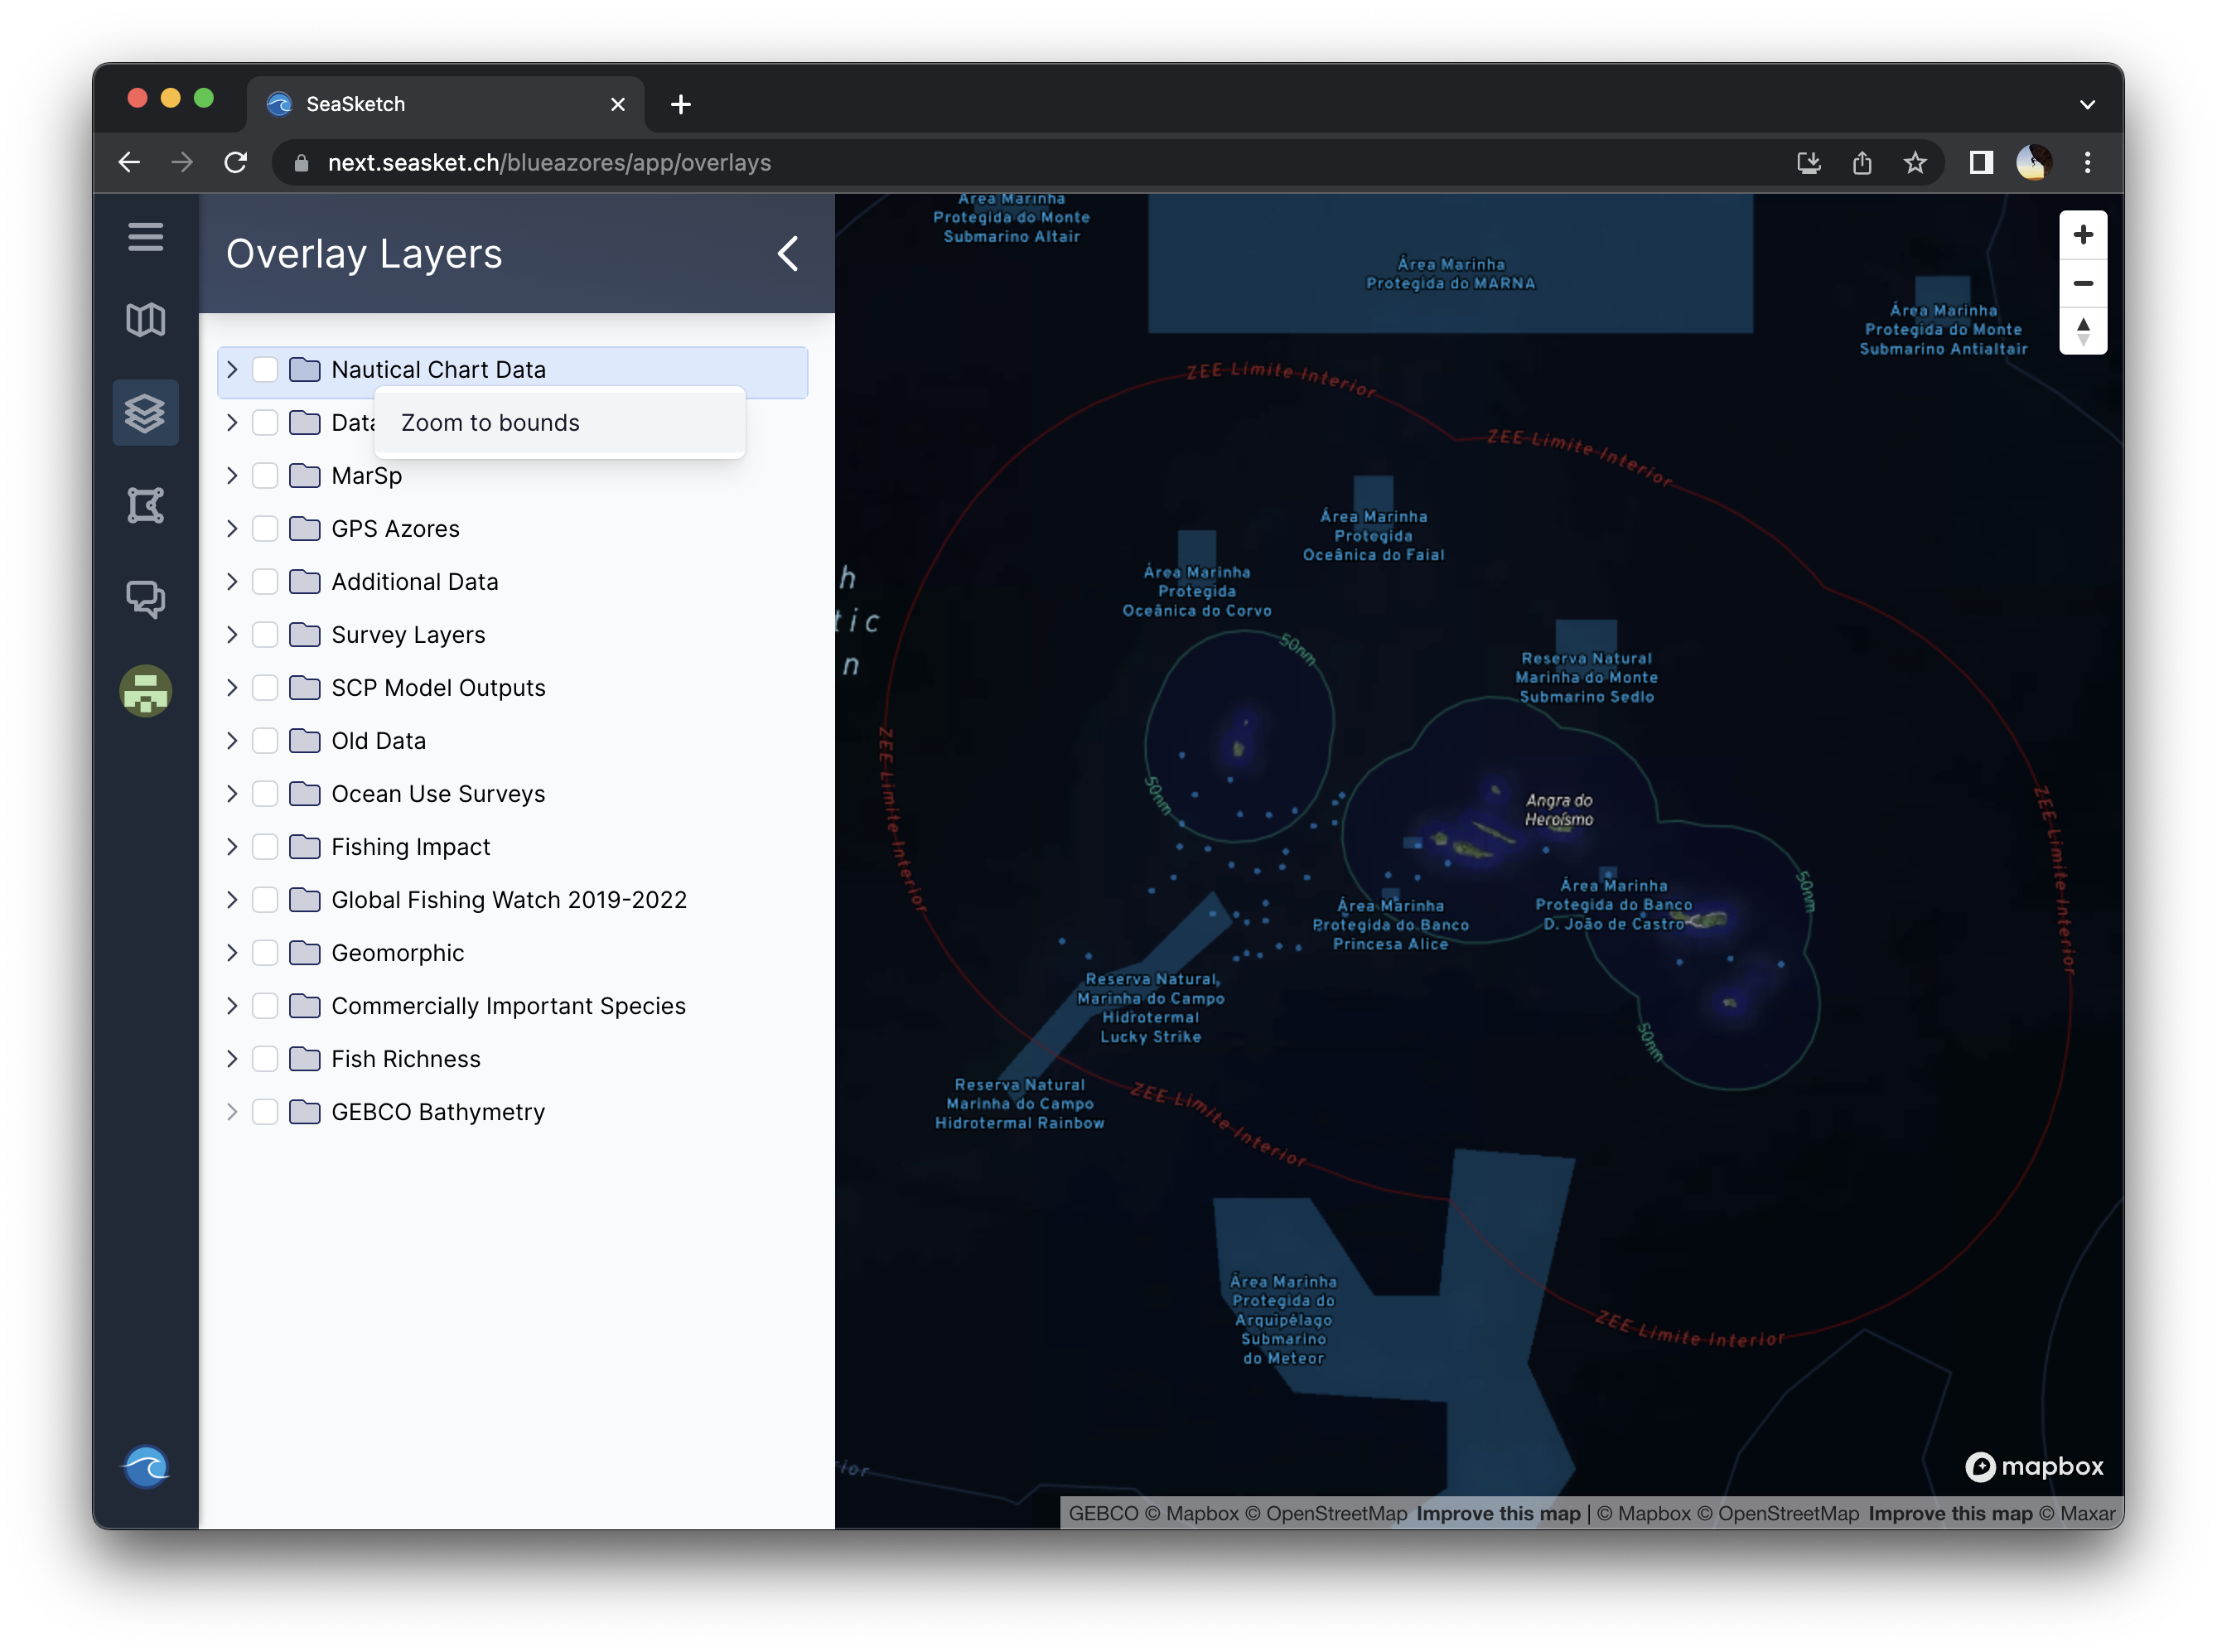 SeaSketch
next.seasket.ch/blueazores/app/overlays
Overlay Layers
Nautical Chart Data
Zoom to bounds
Data
MarSp
GPS Azores
Additional Data
Survey Layers
SCP Model Outputs
Old Data
Ocean Use Surveys
Fishing Impact
Global Fishing Watch 2019-2022
Geomorphic
Commercially Important Species
Fish Richness
GEBCO Bathymetry
Área Marinha
Protegida do Monte
Submarino Altair
Área Marinha
Protegida do MARNA
Área Marinha
Protegida do Monte
Submarino Antialtair
ZEE Limite Interior
ZEE Limite Interior
Área Marinha
Protegida
Oceânica do Faial
Área Marinha
Protegida
Oceânica do Corvo
h
tic
n
50nm
Reserva Natural
Marinha do Monte
Submarino Sedlo
ZEE Limite Interior
50nm
Angra do
Heroísmo
ZEE Limite Interior
50nm
Área Marinha
Protegida do Banco
D. João de Castro
Área Marinha
Protegida do Banco
Princesa Alice
Reserva Natural,
Marinha do Campo
Hidrotermal
Lucky Strike
50nm
Reserva Natural
Marinha do Campo
Hidrotermal Rainbow
ZEE Limite Interior
Área Marinha
Protegida do
Arquipélago
Submarino
do Meteor
ZEE Limite Interior
ior
mapbox
GEBCO © Mapbox © OpenStreetMap Improve this map | © Mapbox © OpenStreetMap Improve this map © Maxar